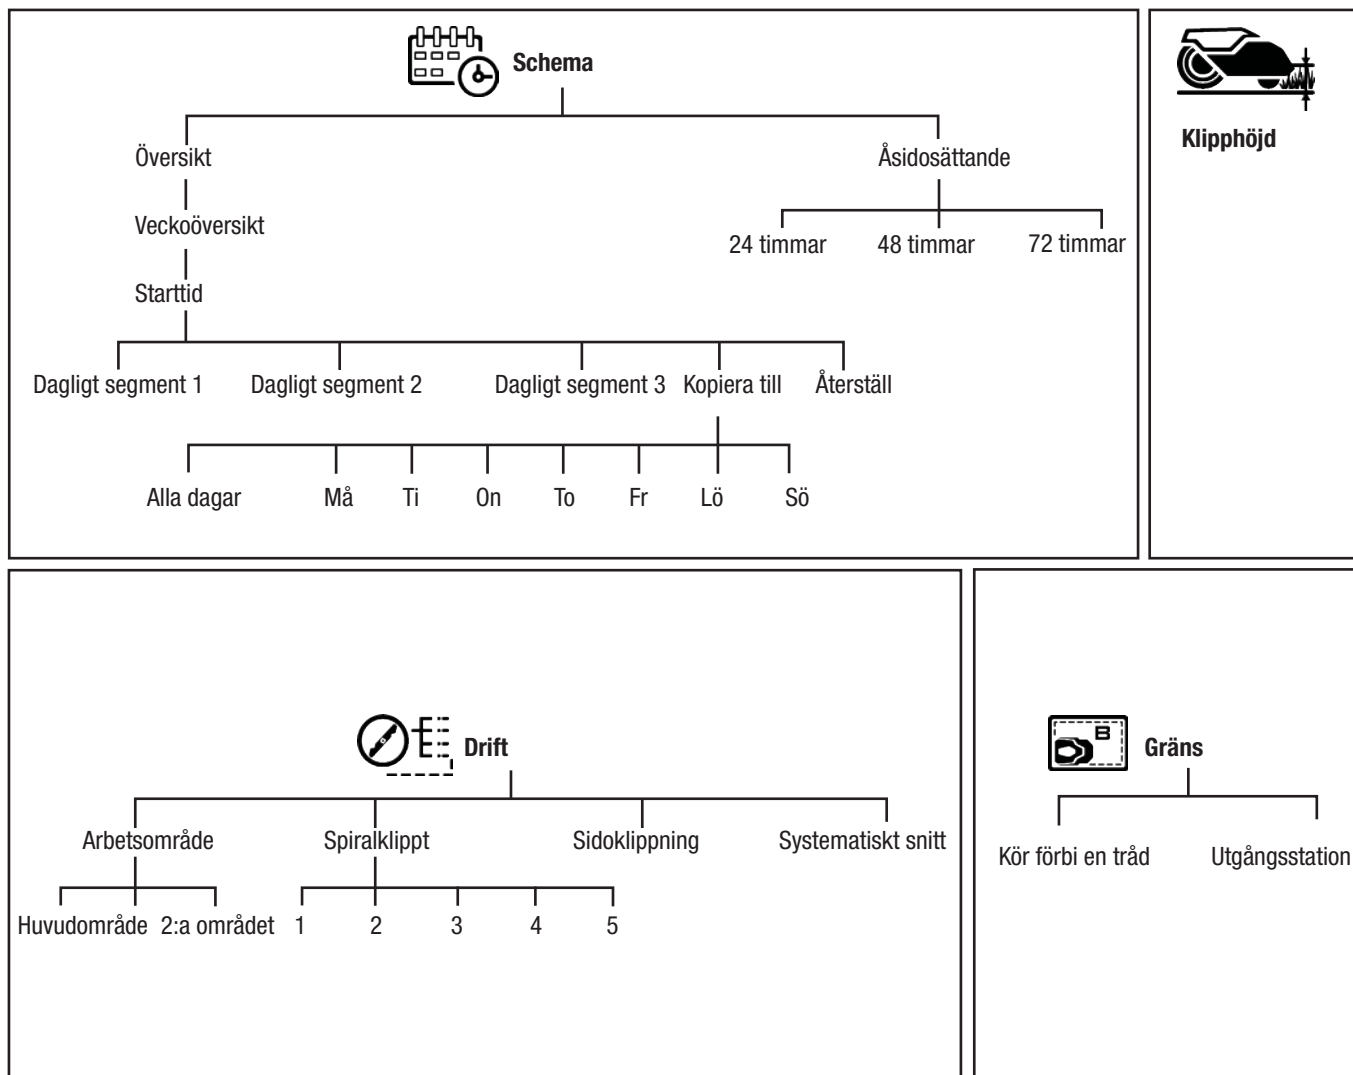 Schema
Översikt
Åsidosättande
Veckoöversikt
24 timmar
48 timmar
72 timmar
Starttid
Dagligt segment 1
Dagligt segment 2
Dagligt segment 3
Kopiera till
Återställ
Alla dagar
Må
Ti
On
To
Fr
Lö
Sö
Klipphöjd
Drift
Arbetsområde
Spiralklippt
Sidoklippning
Systematiskt snitt
Huvudområde
2:a området
1
2
3
4
5
B
Gräns
Kör förbi en tråd
Utgångsstation